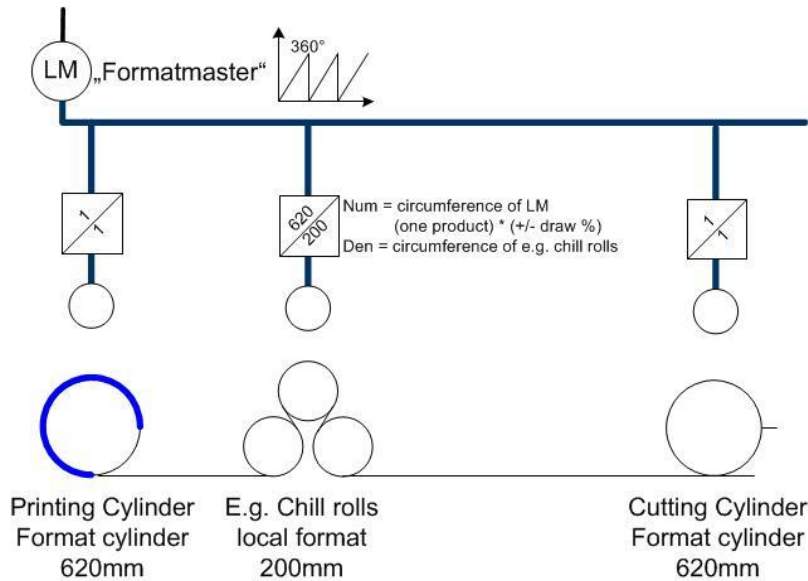 LM
„Formatmaster“
360°
1
1
620
200
Num = circumference of LM
(one product) * (+/- draw %)
Den = circumference of e.g. chill rolls
1
1
Printing Cylinder
Format cylinder
620mm
E.g. Chill rolls
local format
200mm
Cutting Cylinder
Format cylinder
620mm